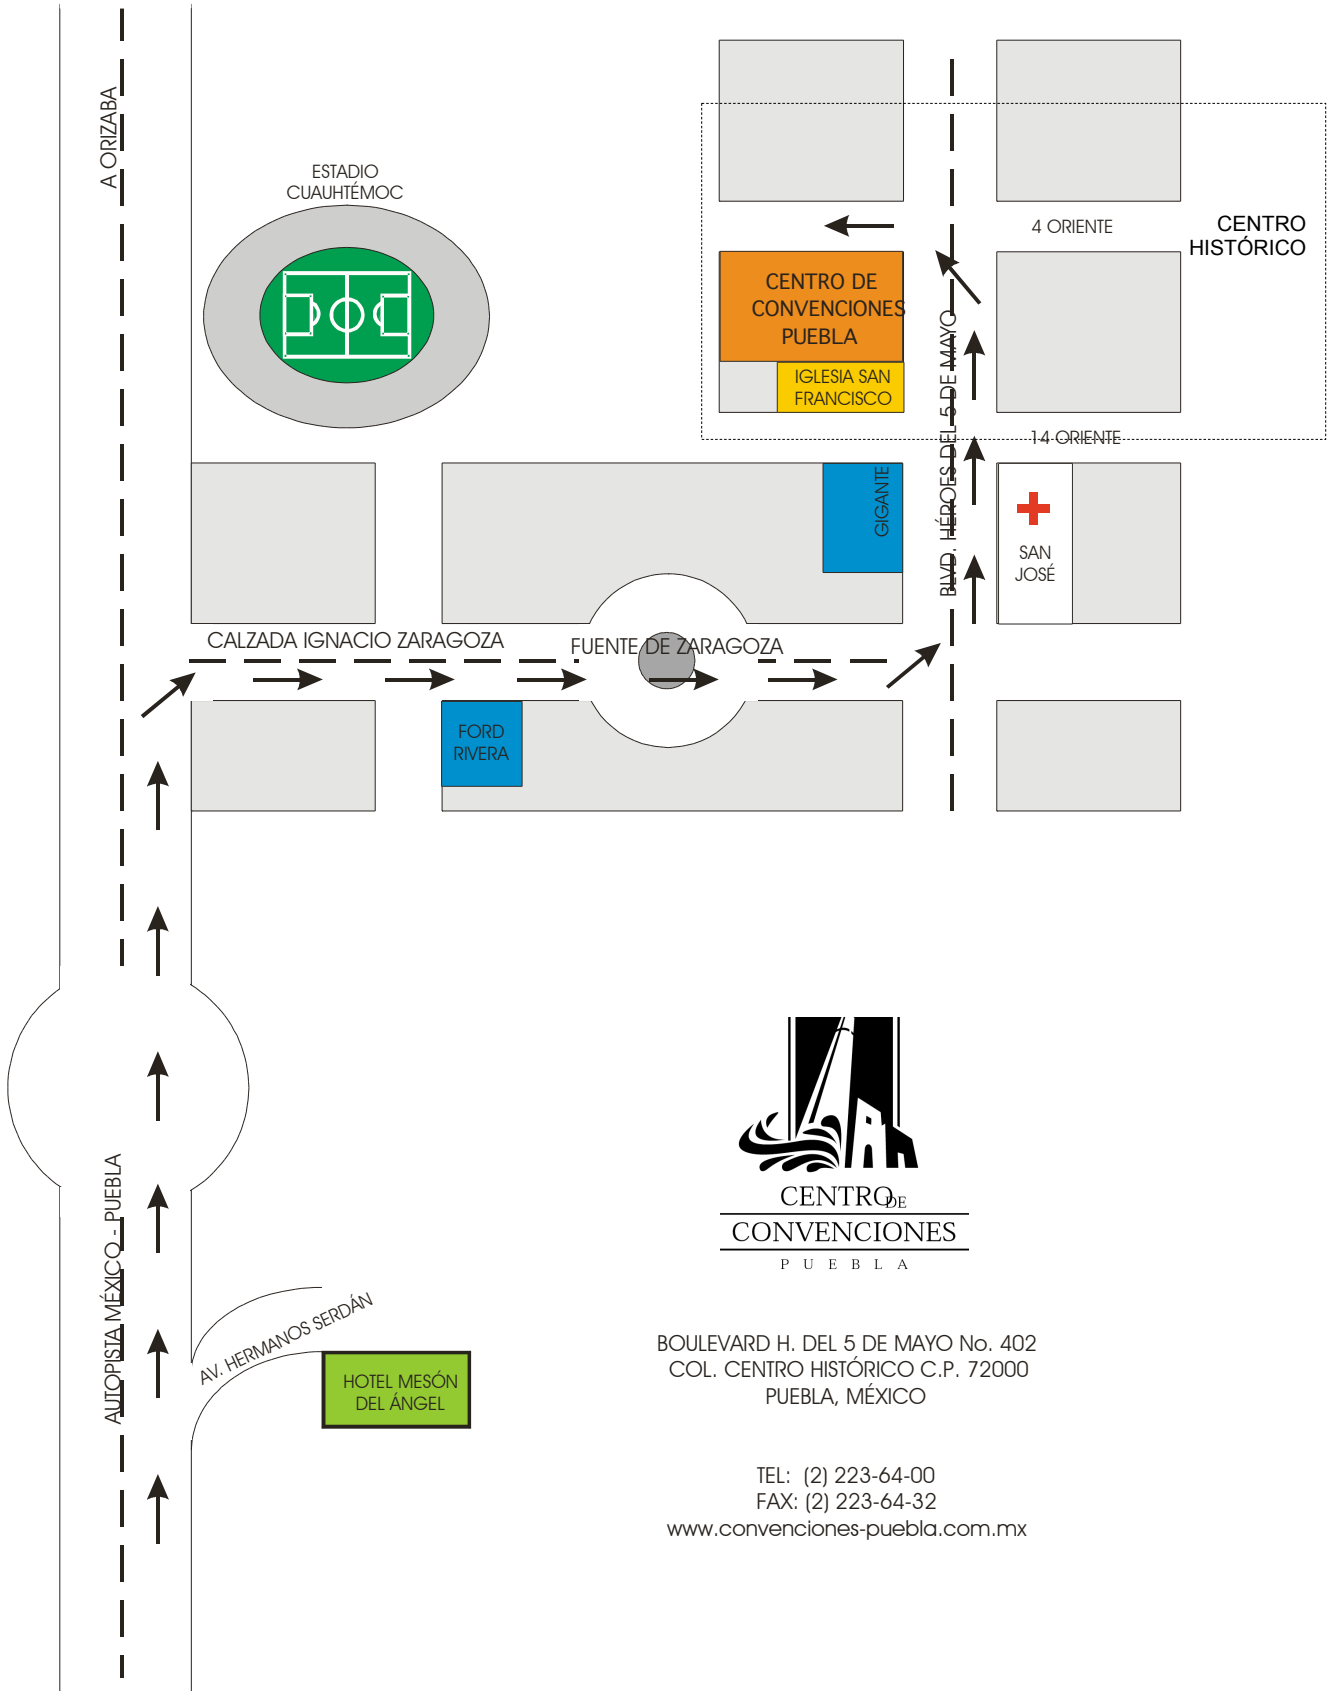 A ORIZABA
ESTADIO
CUAUHTÉMOC
4 ORIENTE
CENTRO
HISTÓRICO
CENTRO DE
CONVENCIONES
PUEBLA
IGLESIA SAN
FRANCISCO
BLVD. HÉROES DEL 5 DE MAYO
14 ORIENTE
GIGANTE
SAN
JOSÉ
CALZADA IGNACIO ZARAGOZA
FUENTE DE ZARAGOZA
FORD
RIVERA
AUTOPISTA MÉXICO - PUEBLA
AV. HERMANOS SERDÁN
HOTEL MESÓN
DEL ÁNGEL
CENTRO DE
CONVENCIONES
PUEBLA
BOULEVARD H. DEL 5 DE MAYO No. 402
COL. CENTRO HISTÓRICO C.P. 72000
PUEBLA, MÉXICO
TEL: (2) 223-64-00
FAX: (2) 223-64-32
www.convenciones-puebla.com.mx